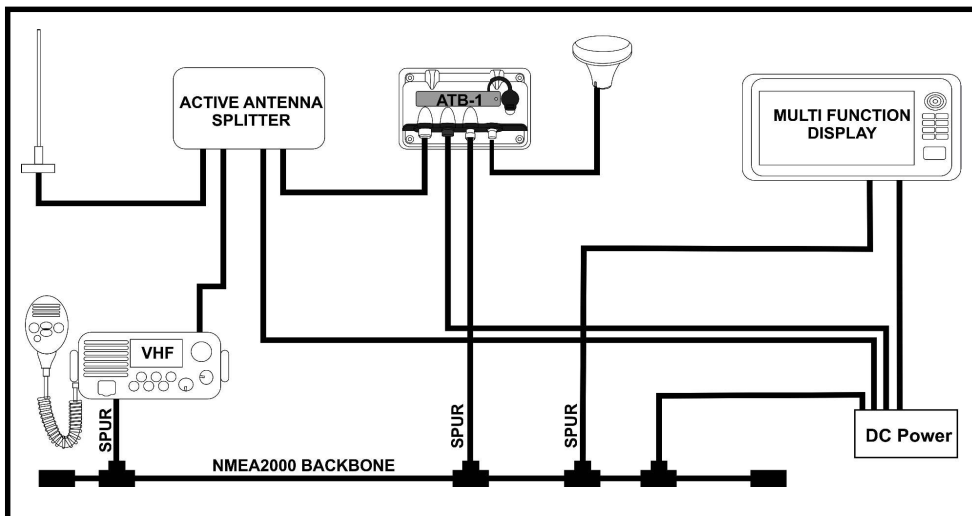 ACTIVE ANTENNA
SPLITTER
ATB-1
MULTI FUNCTION
DISPLAY
VHF
SPUR
SPUR
SPUR
DC Power
NMEA2000 BACKBONE